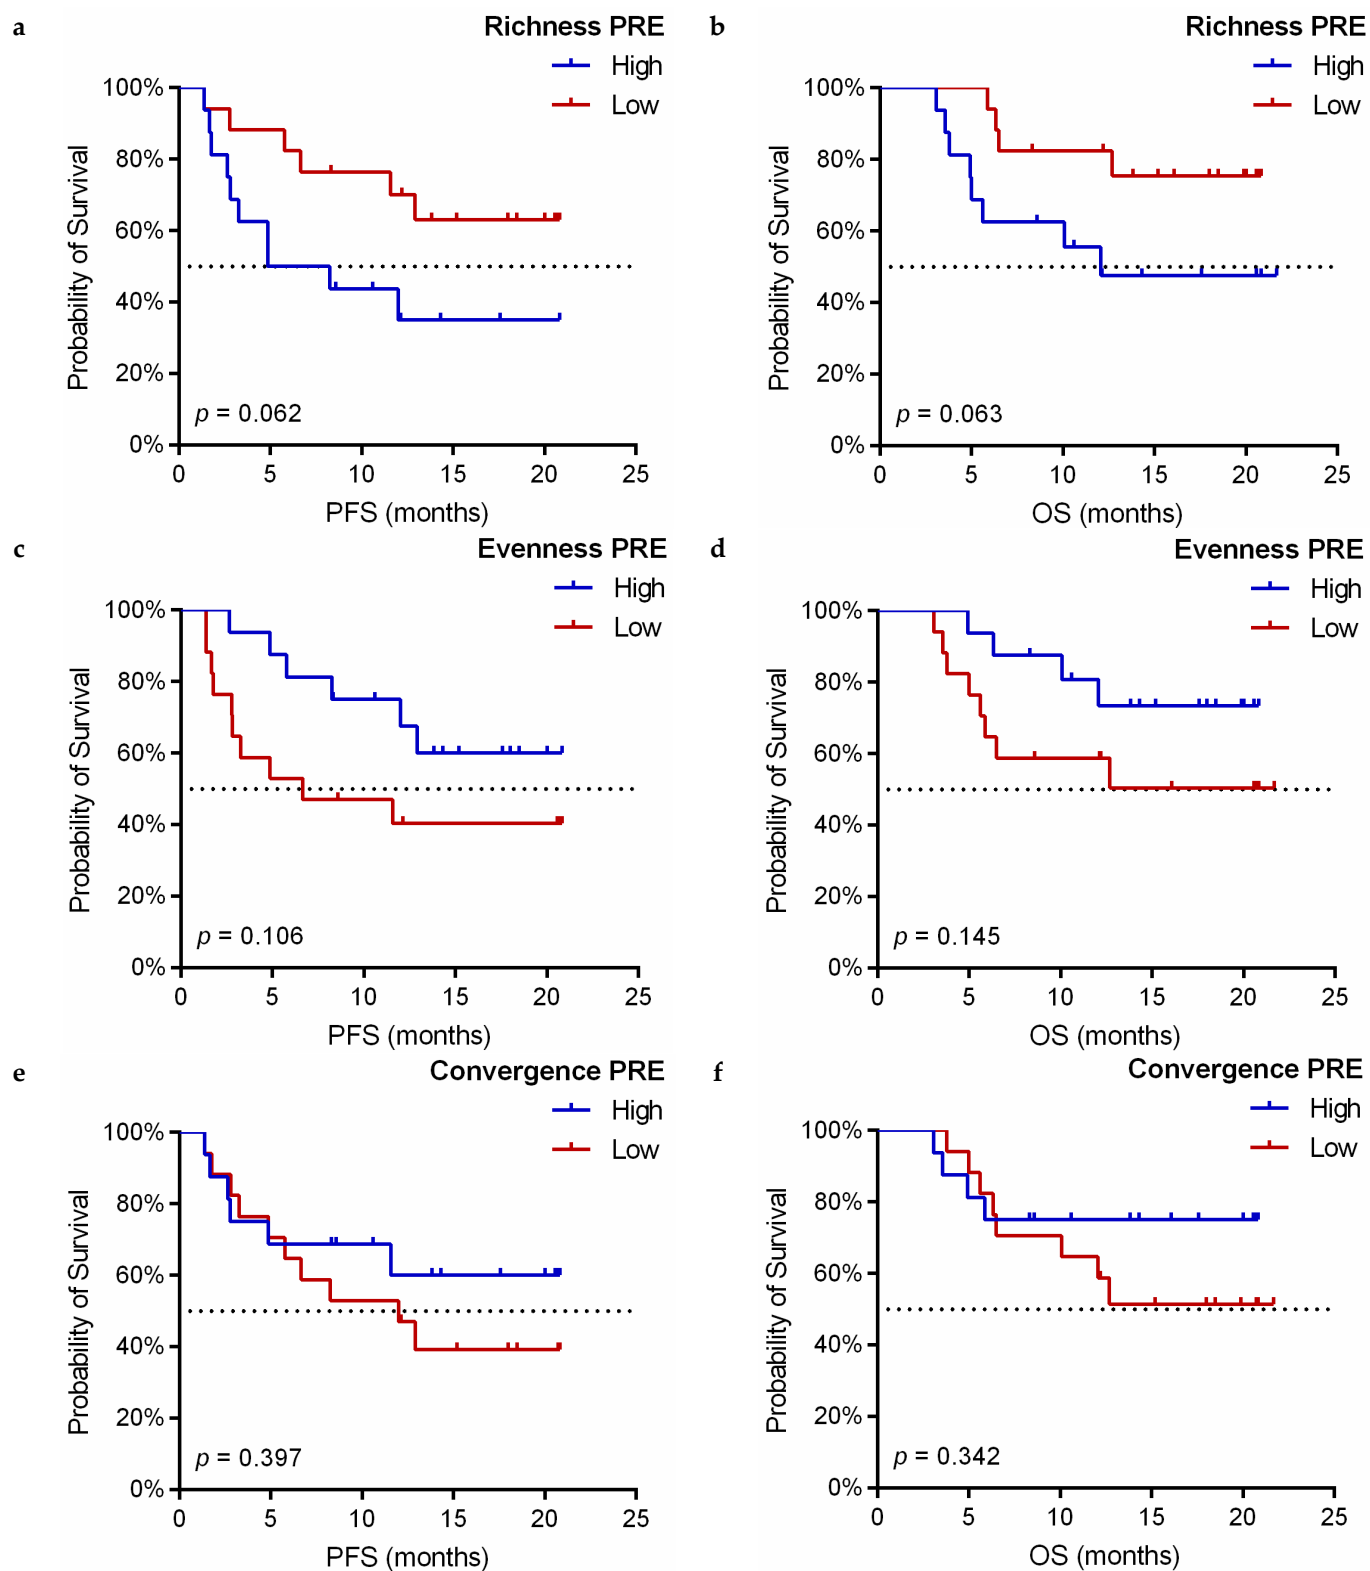 a
Richness PRE
High
Low
100%
80%
60%
40%
20%
0%
Probability of Survival
p = 0.062
0 5 10 15 20 25
PFS (months)
b
Richness PRE
High
Low
100%
80%
60%
40%
20%
0%
Probability of Survival
p = 0.063
0 5 10 15 20 25
OS (months)
c
Evenness PRE
High
Low
100%
80%
60%
40%
20%
0%
Probability of Survival
p = 0.106
0 5 10 15 20 25
PFS (months)
d
Evenness PRE
High
Low
100%
80%
60%
40%
20%
0%
Probability of Survival
p = 0.145
0 5 10 15 20 25
OS (months)
e
Convergence PRE
High
Low
100%
80%
60%
40%
20%
0%
Probability of Survival
p = 0.397
0 5 10 15 20 25
PFS (months)
f
Convergence PRE
High
Low
100%
80%
60%
40%
20%
0%
Probability of Survival
p = 0.342
0 5 10 15 20 25
OS (months)